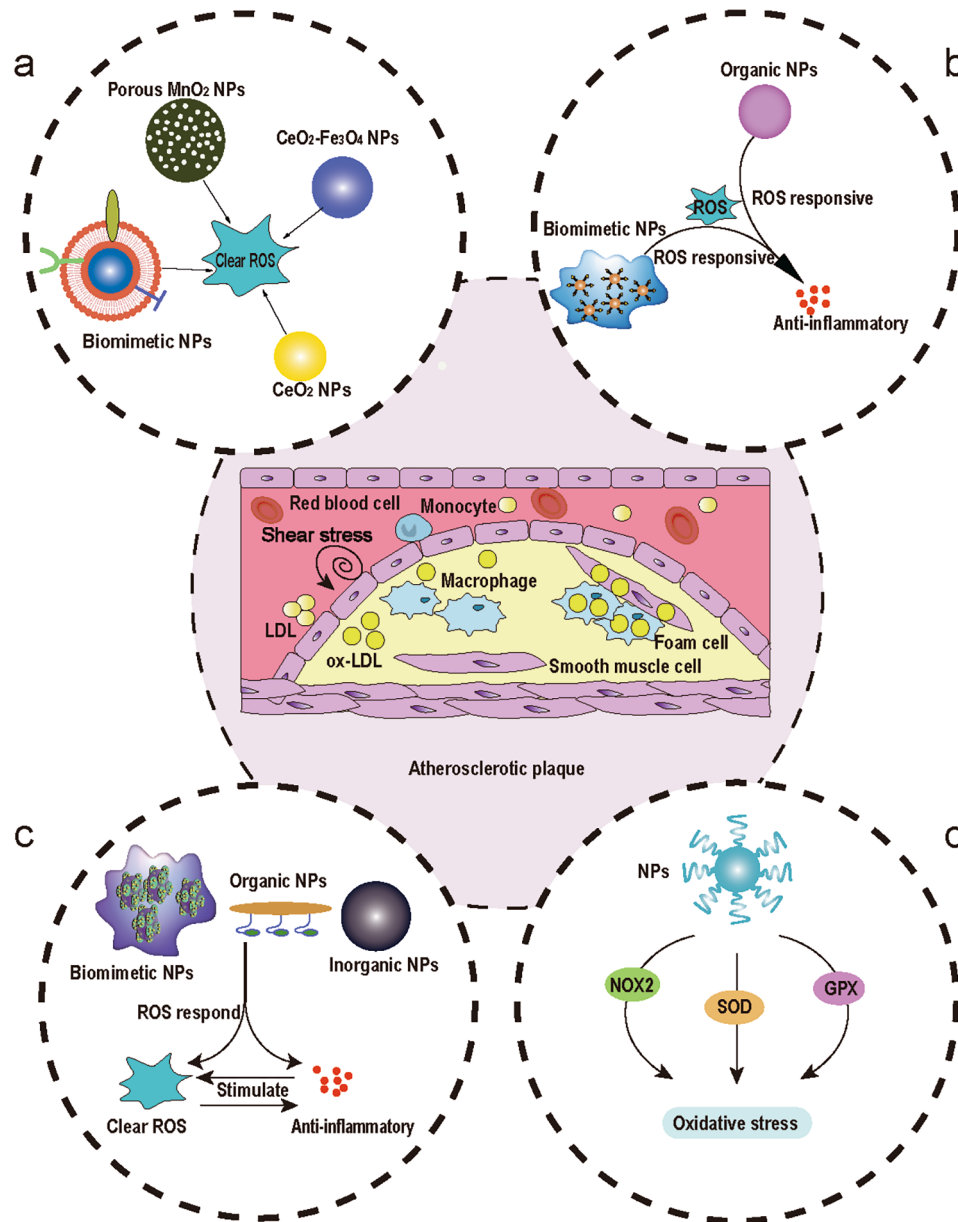 a
Porous MnO₂ NPs
CeO₂-Fe₃O₄ NPs
Clear ROS
Biomimetic NPs
CeO₂ NPs
b
Organic NPs
ROS
ROS responsive
Biomimetic NPs
ROS responsive
Anti-inflammatory
Red blood cell
Monocyte
Shear stress
Macrophage
LDL
ox-LDL
Foam cell
Smooth muscle cell
Atherosclerotic plaque
c
Organic NPs
Biomimetic NPs
Inorganic NPs
ROS respond
Stimulate
Clear ROS
Anti-inflammatory
NPs
NOX2
SOD
GPX
Oxidative stress